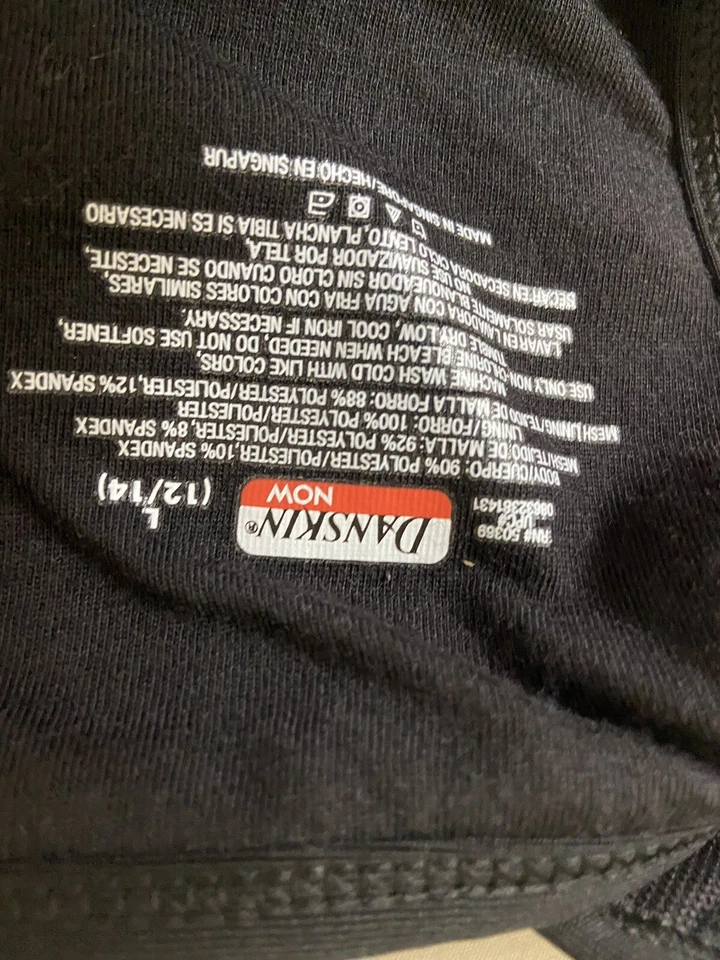 RN# 50369
UPC#
DANSKIN®
NOW
L
(12/14)
BODY/CUERPO: 90% POLYESTER/POLIESTER,10% SPANDEX
MESH/TEJIDO DE MALLA: 92% POLYESTER/POLIESTER, 8% SPANDEX
LINING/FORRO: 100% POLYESTER/POLIESTER
MESH LINING/TEJIDO DE MALLA FORRO: 88% POLYESTER/POLIESTER,12% SPANDEX
MACHINE WASH COLD WITH LIKE COLORS,
USE ONLY NON-CHLORINE BLEACH WHEN NEEDED, DO NOT USE SOFTENER,
TUMBLE DRY LOW, COOL IRON IF NECESSARY.
LAVAR EN LAVADORA CON AGUA FRIA CON COLORES SIMILARES,
USAR SOLAMENTE BLANQUEADOR SIN CLORO CUANDO SE NECESITE,
NO USE SUAVIZADOR POR TELA,
SECAR EN SECADORA CICLO LENTO, PLANCHA TIBIA SI ES NECESARIO
MADE IN SINGAPORE/HECHO EN SINGAPUR